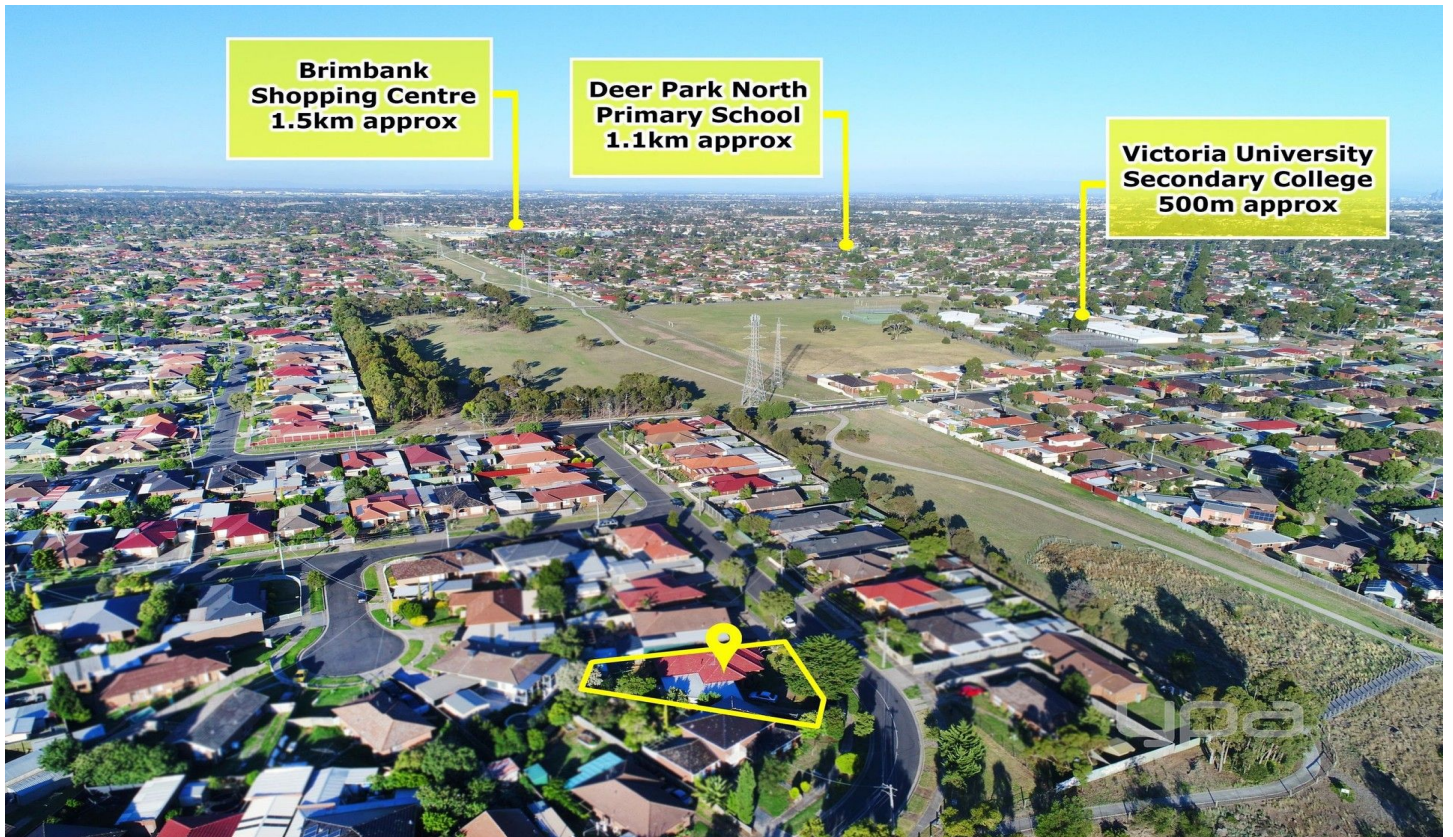 Brimbank
Shopping Centre
1.5km approx
Deer Park North
Primary School
1.1km approx
Victoria University
Secondary College
500m approx
ypa